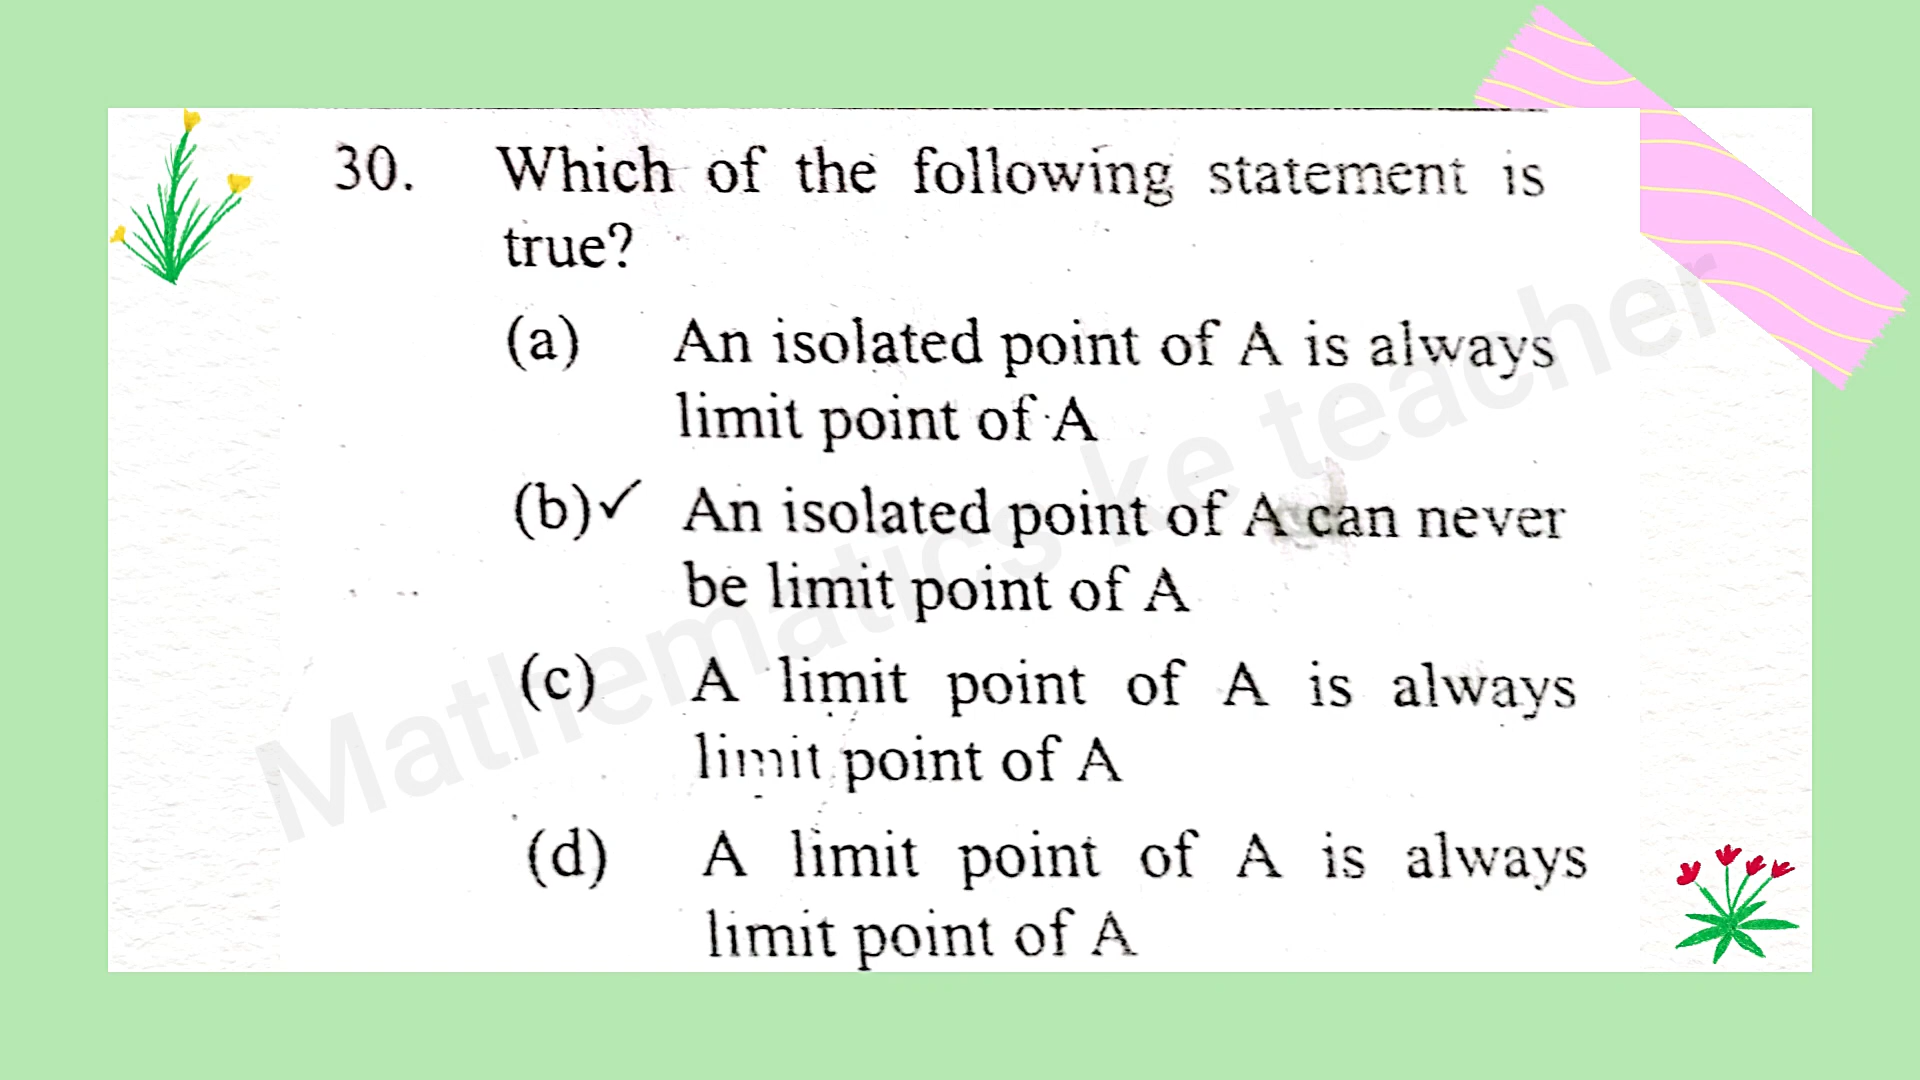 30. Which of the following statement is
true?
(a) An isolated point of A is always
limit point of A
(b)✓ An isolated point of A can never
be limit point of A
(c) A limit point of A is always
limit point of A
(d) A limit point of A is always
limit point of A
Mathematics ke teacher